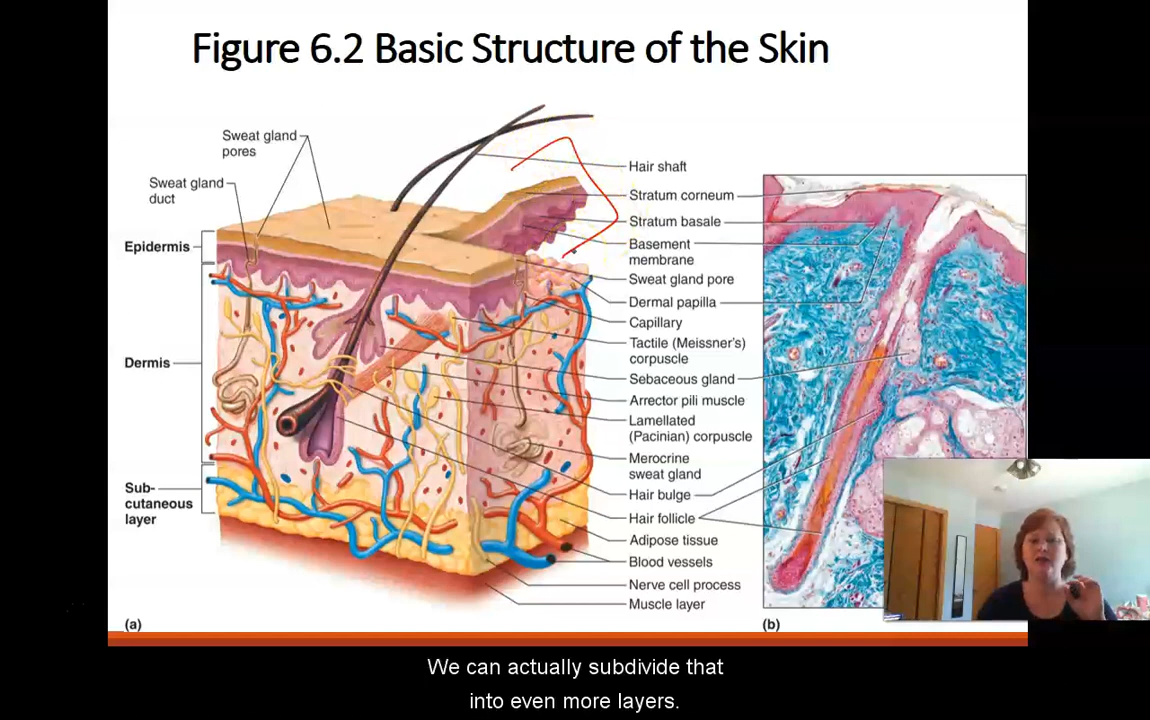 Figure 6.2 Basic Structure of the Skin
Sweat gland
pores
Sweat gland
duct
Epidermis
Dermis
Sub-
cutaneous
layer
Hair shaft
Stratum corneum
Stratum basale
Basement
membrane
Sweat gland pore
Dermal papilla
Capillary
Tactile (Meissner's)
corpuscle
Sebaceous gland
Arrector pili muscle
Lamellated
(Pacinian) corpuscle
Merocrine
sweat gland
Hair bulge
Hair follicle
Adipose tissue
Blood vessels
Nerve cell process
Muscle layer
(a)
(b)
We can actually subdivide that
into even more layers.